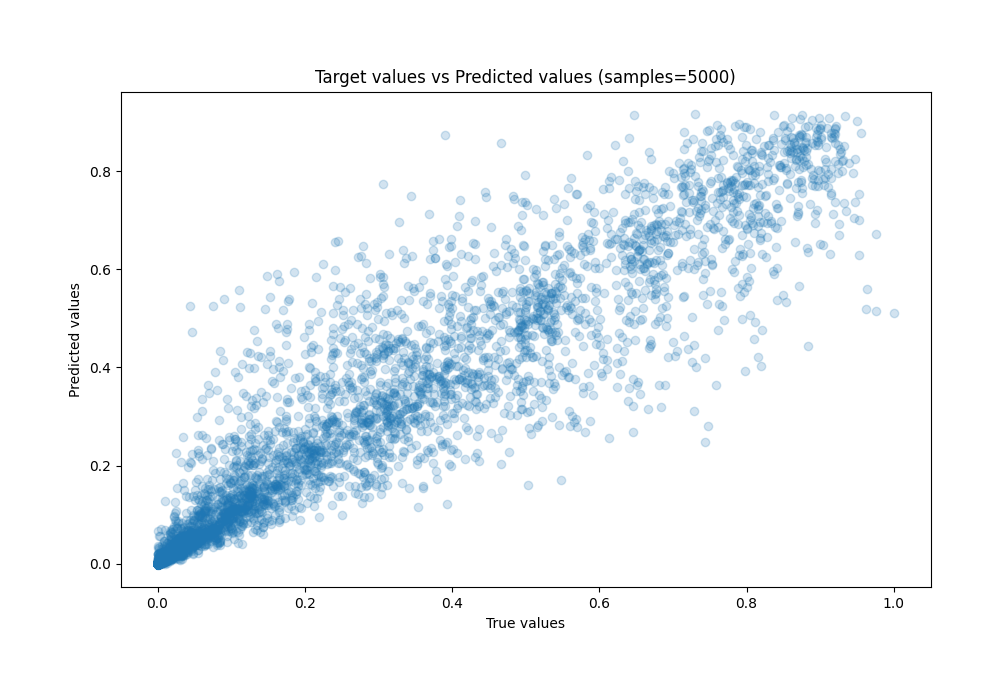 Target values vs Predicted values (samples=5000)
Predicted values
0.8
0.6
0.4
0.2
0.0
0.0 0.2 0.4 0.6 0.8 1.0
True values